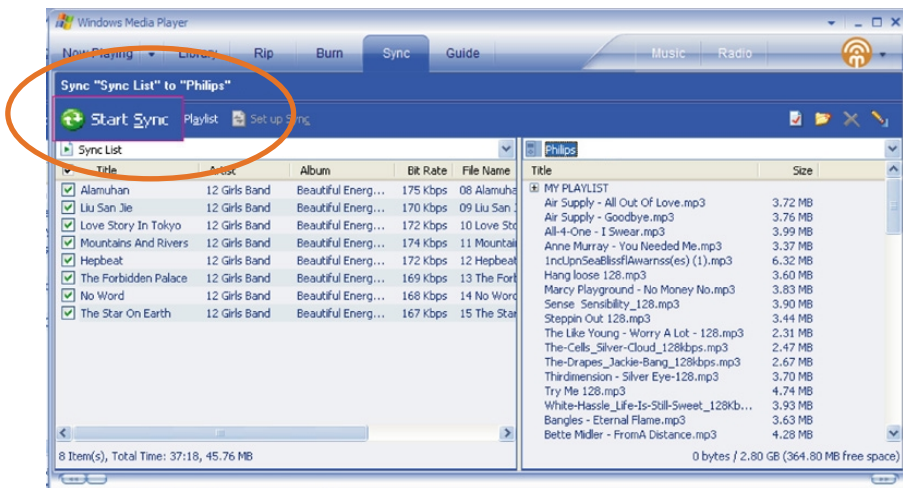 Windows Media Player
Now Playing Library Rip Burn Sync Guide Music Radio
Sync "Sync List" to "Philips"
Start Sync Playlist Set up Sync
Sync List
Philips
Title Artist Album Bit Rate File Name
Alamuhan 12 Girls Band Beautiful Energ... 175 Kbps 08 Alamuha
Liu San Jie 12 Girls Band Beautiful Energ... 170 Kbps 09 Liu San J
Love Story In Tokyo 12 Girls Band Beautiful Energ... 172 Kbps 10 Love Sto
Mountains And Rivers 12 Girls Band Beautiful Energ... 174 Kbps 11 Mountai
Hepbeat 12 Girls Band Beautiful Energ... 172 Kbps 12 Hepbeat
The Forbidden Palace 12 Girls Band Beautiful Energ... 169 Kbps 13 The Forb
No Word 12 Girls Band Beautiful Energ... 168 Kbps 14 No Word
The Star On Earth 12 Girls Band Beautiful Energ... 167 Kbps 15 The Star
8 Item(s), Total Time: 37:18, 45.76 MB
Title Size
MY PLAYLIST
Air Supply - All Out Of Love.mp3 3.72 MB
Air Supply - Goodbye.mp3 3.76 MB
All-4-One - I Swear.mp3 3.99 MB
Anne Murray - You Needed Me.mp3 3.37 MB
1ncUpnSeaBlissflAwarnss(es) (1).mp3 6.32 MB
Hang loose 128.mp3 3.60 MB
Marcy Playground - No Money No.mp3 3.83 MB
Sense Sensibility_128.mp3 3.90 MB
Steppin Out 128.mp3 3.44 MB
The Like Young - Worry A Lot - 128.mp3 2.31 MB
The-Cells_Silver-Cloud_128kbps.mp3 2.47 MB
The-Drapes_Jackie-Bang_128kbps.mp3 2.67 MB
Thirdimension - Silver Eye-128.mp3 3.70 MB
Try Me 128.mp3 4.74 MB
White-Hassle_Life-Is-Still-Sweet_128Kb... 3.93 MB
Bangles - Eternal Flame.mp3 3.63 MB
Bette Midler - FromA Distance.mp3 4.28 MB
0 bytes / 2.80 GB (364.80 MB free space)